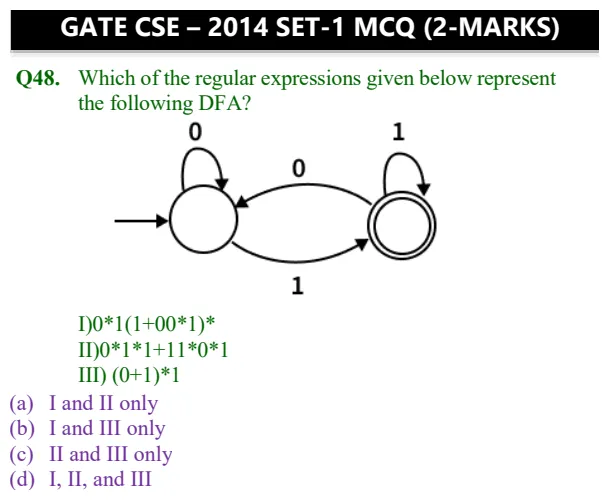 GATE CSE – 2014 SET-1 MCQ (2-MARKS)
Q48. Which of the regular expressions given below represent
the following DFA?
0
1
0
1
I)0*1(1+00*1)*
II)0*1*1+11*0*1
III) (0+1)*1
(a) I and II only
(b) I and III only
(c) II and III only
(d) I, II, and III